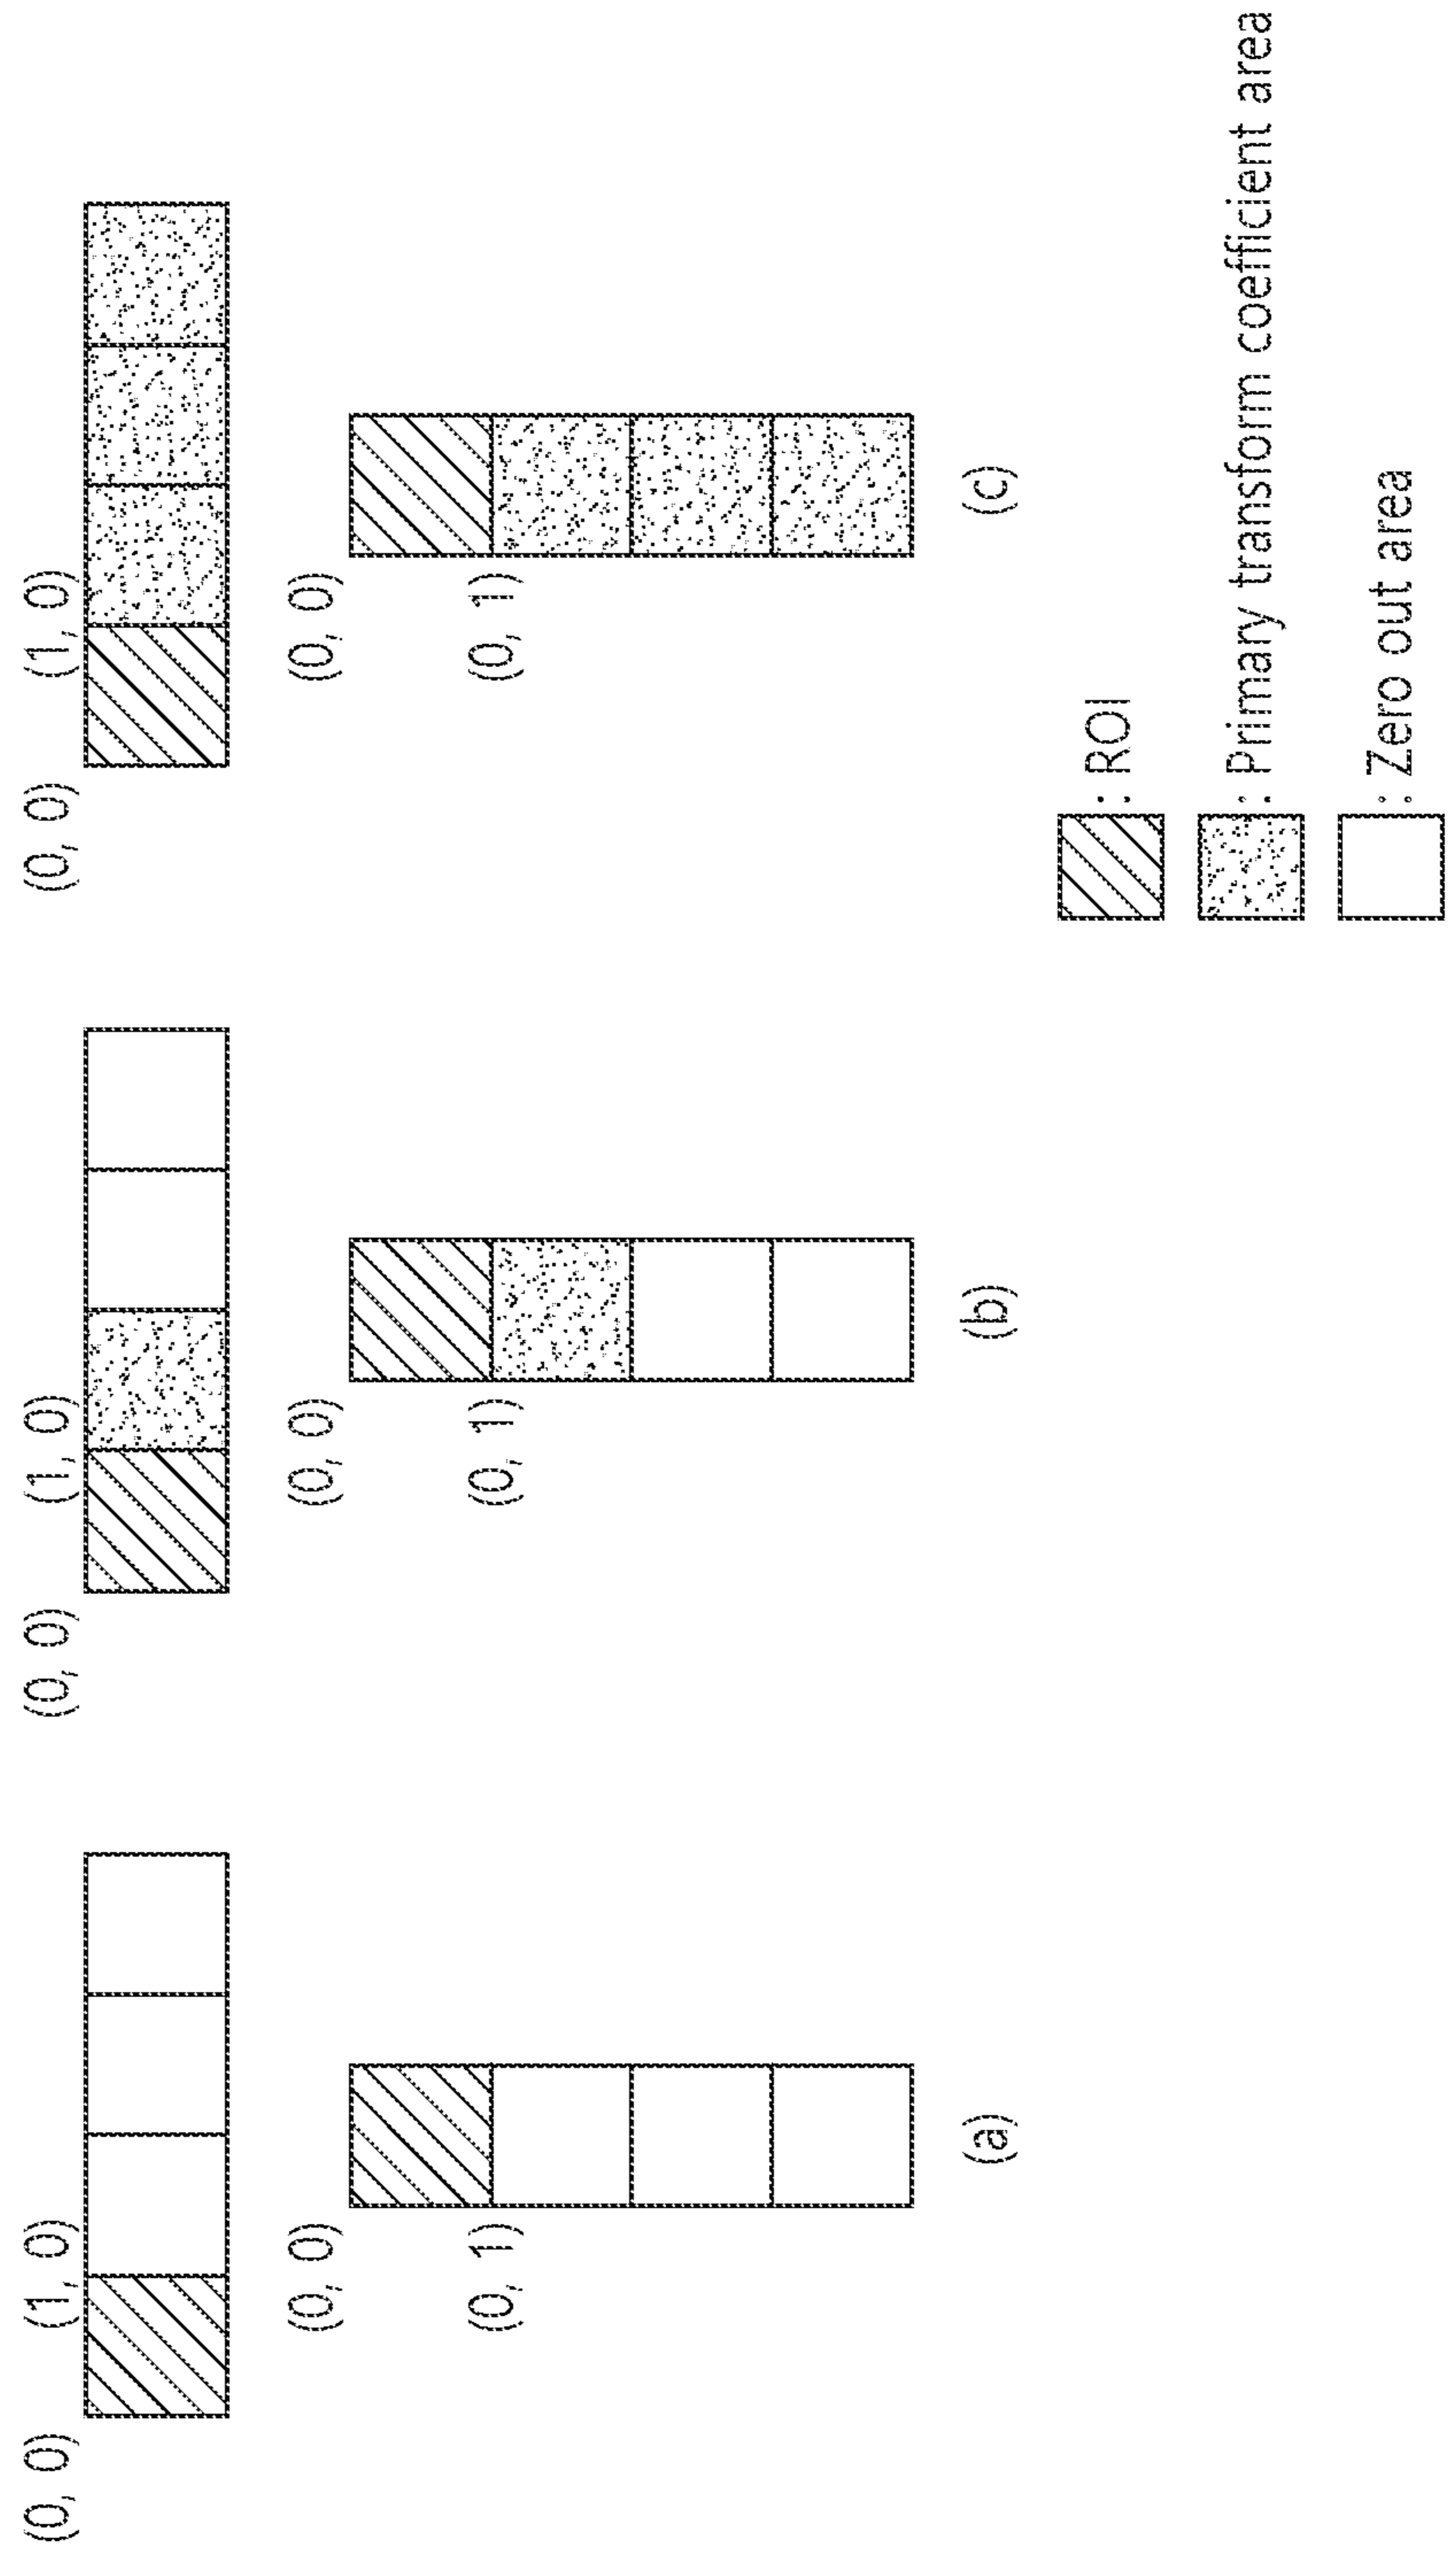 (0, 0) (1, 0)
(0, 0)
(0, 1)
(a)
(0, 0) (1, 0)
(0, 0)
(0, 1)
(b)
(0, 0) (1, 0)
(0, 0)
(0, 1)
(c)
: ROI
: Primary transform coefficient area
: Zero out area